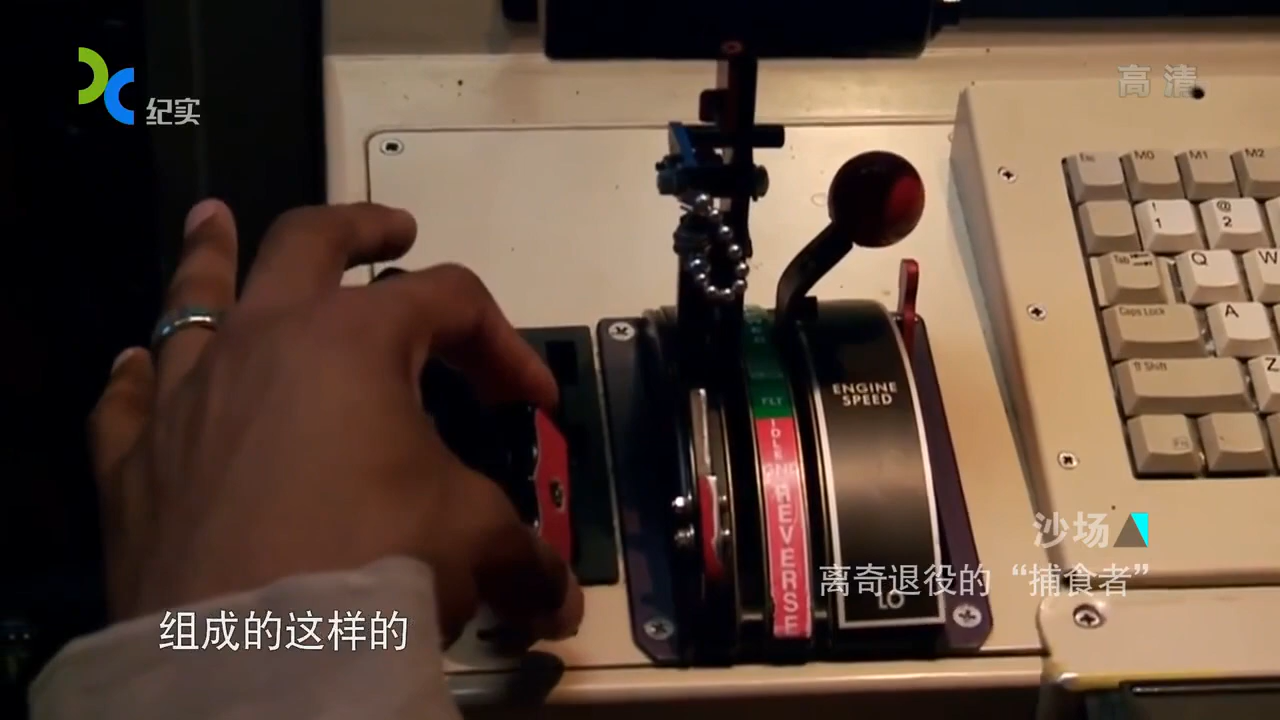 纪实
高清
Esc M0 M1 M2
! 1 @ 2
Tab Q W
Caps Lock A
⇧ Shift Z
Fn
ENGINE
SPEED
FLT
IDLE
GND
REVERSE
LO
沙场
离奇退役的“捕食者”
组成的这样的